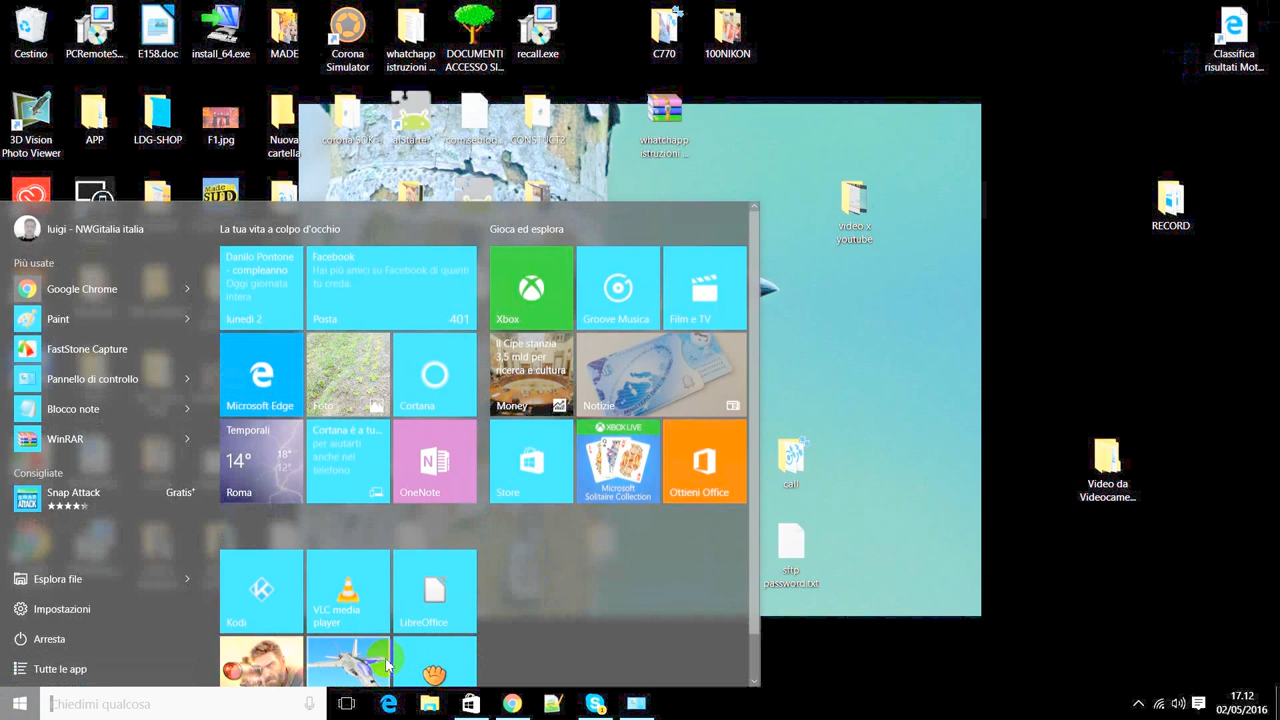 Cestino
PCRemoteS...
E158.doc
install_64.exe
MADE
Corona
Simulator
whatchapp
istruzioni ...
DOCUMENTI
ACCESSO SI...
recall.exe
C770
100NIKON
Classifica
risultati Mot...
3D Vision
Photo Viewer
APP
LDG-SHOP
F1.jpg
Nuova
cartella
CONSTUCT2
whatchapp
istruzioni ...
video x
youtube
RECORD
luigi - NWGitalia italia
Più usate
Google Chrome
Paint
FastStone Capture
Pannello di controllo
Blocco note
WinRAR
Consigliate
Snap Attack
Gratis+
Esplora file
Impostazioni
Arresta
Tutte le app
La tua vita a colpo d'occhio
Danilo Pontone
- compleanno
Oggi giornata
intera
lunedì 2
Facebook
Hai più amici su Facebook di quanti
tu creda.
Posta
401
Microsoft Edge
Foto
Cortana
Temporali
14°
18°
12°
Roma
Cortana è a tu...
per aiutarti
anche nel
telefono
OneNote
Kodi
VLC media
player
LibreOffice
Gioca ed esplora
Xbox
Groove Musica
Film e TV
Il Cipe stanzia
3,5 mld per
ricerca e cultura
Money
Notizie
Store
XBOX LIVE
Microsoft
Solitaire Collection
Ottieni Office
call
sftp
password.txt
Video da
Videocame...
Chiedimi qualcosa
17.12
02/05/2016